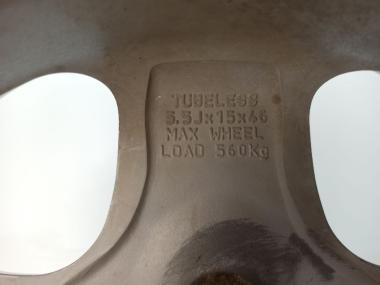 TUBELESS
5.5Jx15x46
MAX WHEEL
LOAD 560Kg